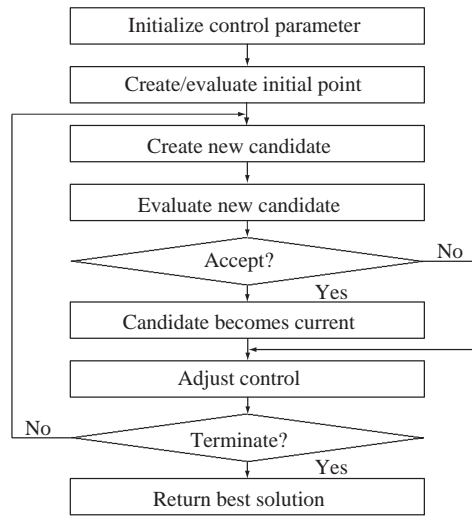 Initialize control parameter
Create/evaluate initial point
Create new candidate
Evaluate new candidate
Accept?
No
Yes
Candidate becomes current
Adjust control
No
Terminate?
Yes
Return best solution